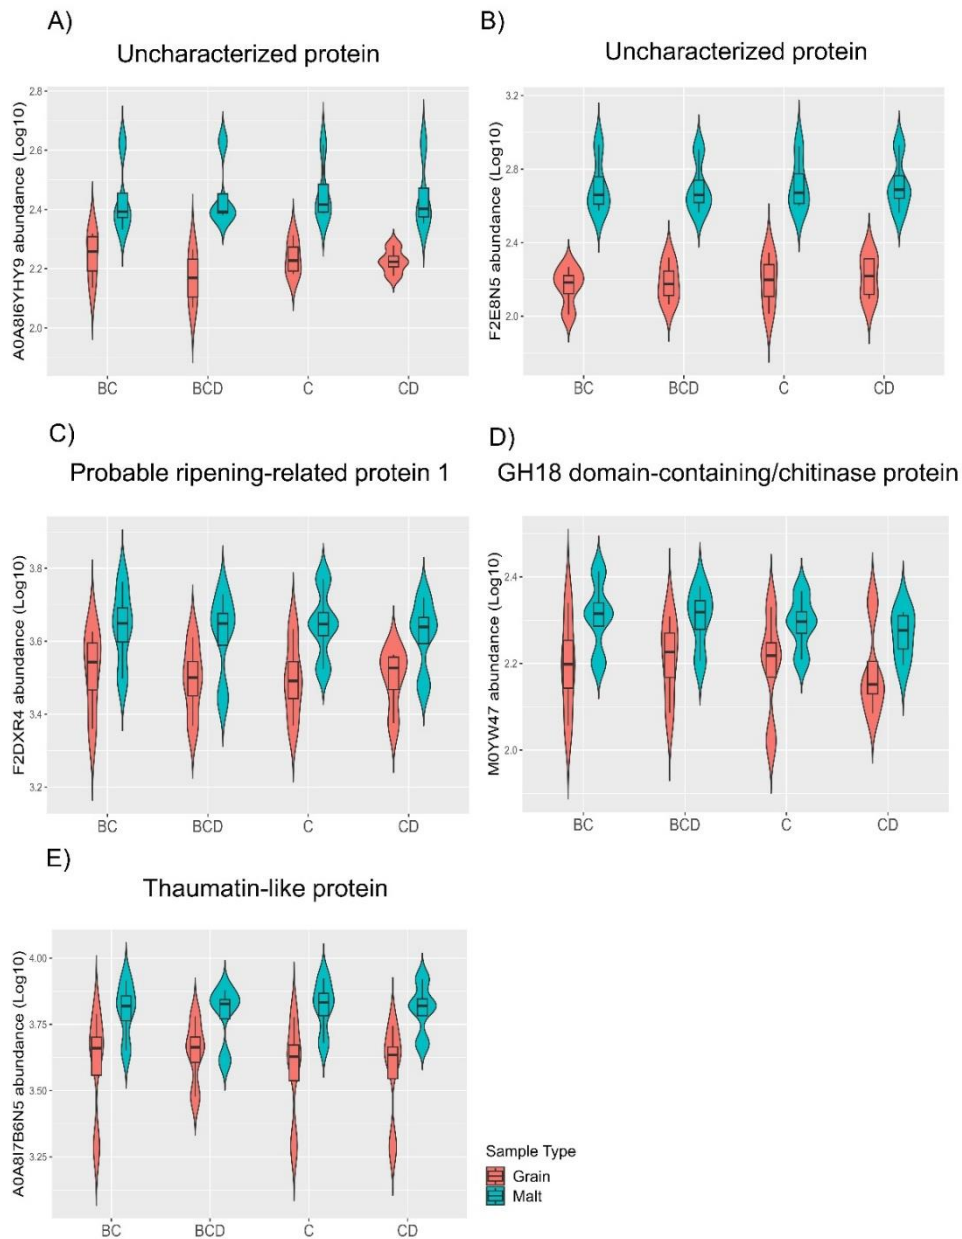 A)
Uncharacterized protein
A0A8I6YHY9 abundance (Log10)
2.8
2.6
2.4
2.2
2.0
BC BCD C CD
B)
Uncharacterized protein
F2E8N5 abundance (Log10)
3.2
2.8
2.4
2.0
BC BCD C CD
C)
Probable ripening-related protein 1
F2DXR4 abundance (Log10)
3.8
3.6
3.4
3.2
BC BCD C CD
D)
GH18 domain-containing/chitinase protein
M0YW47 abundance (Log10)
2.4
2.2
2.0
BC BCD C CD
E)
Thaumatin-like protein
A0A8I7B6N5 abundance (Log10)
4.00
3.75
3.50
3.25
BC BCD C CD
Sample Type
Grain
Malt